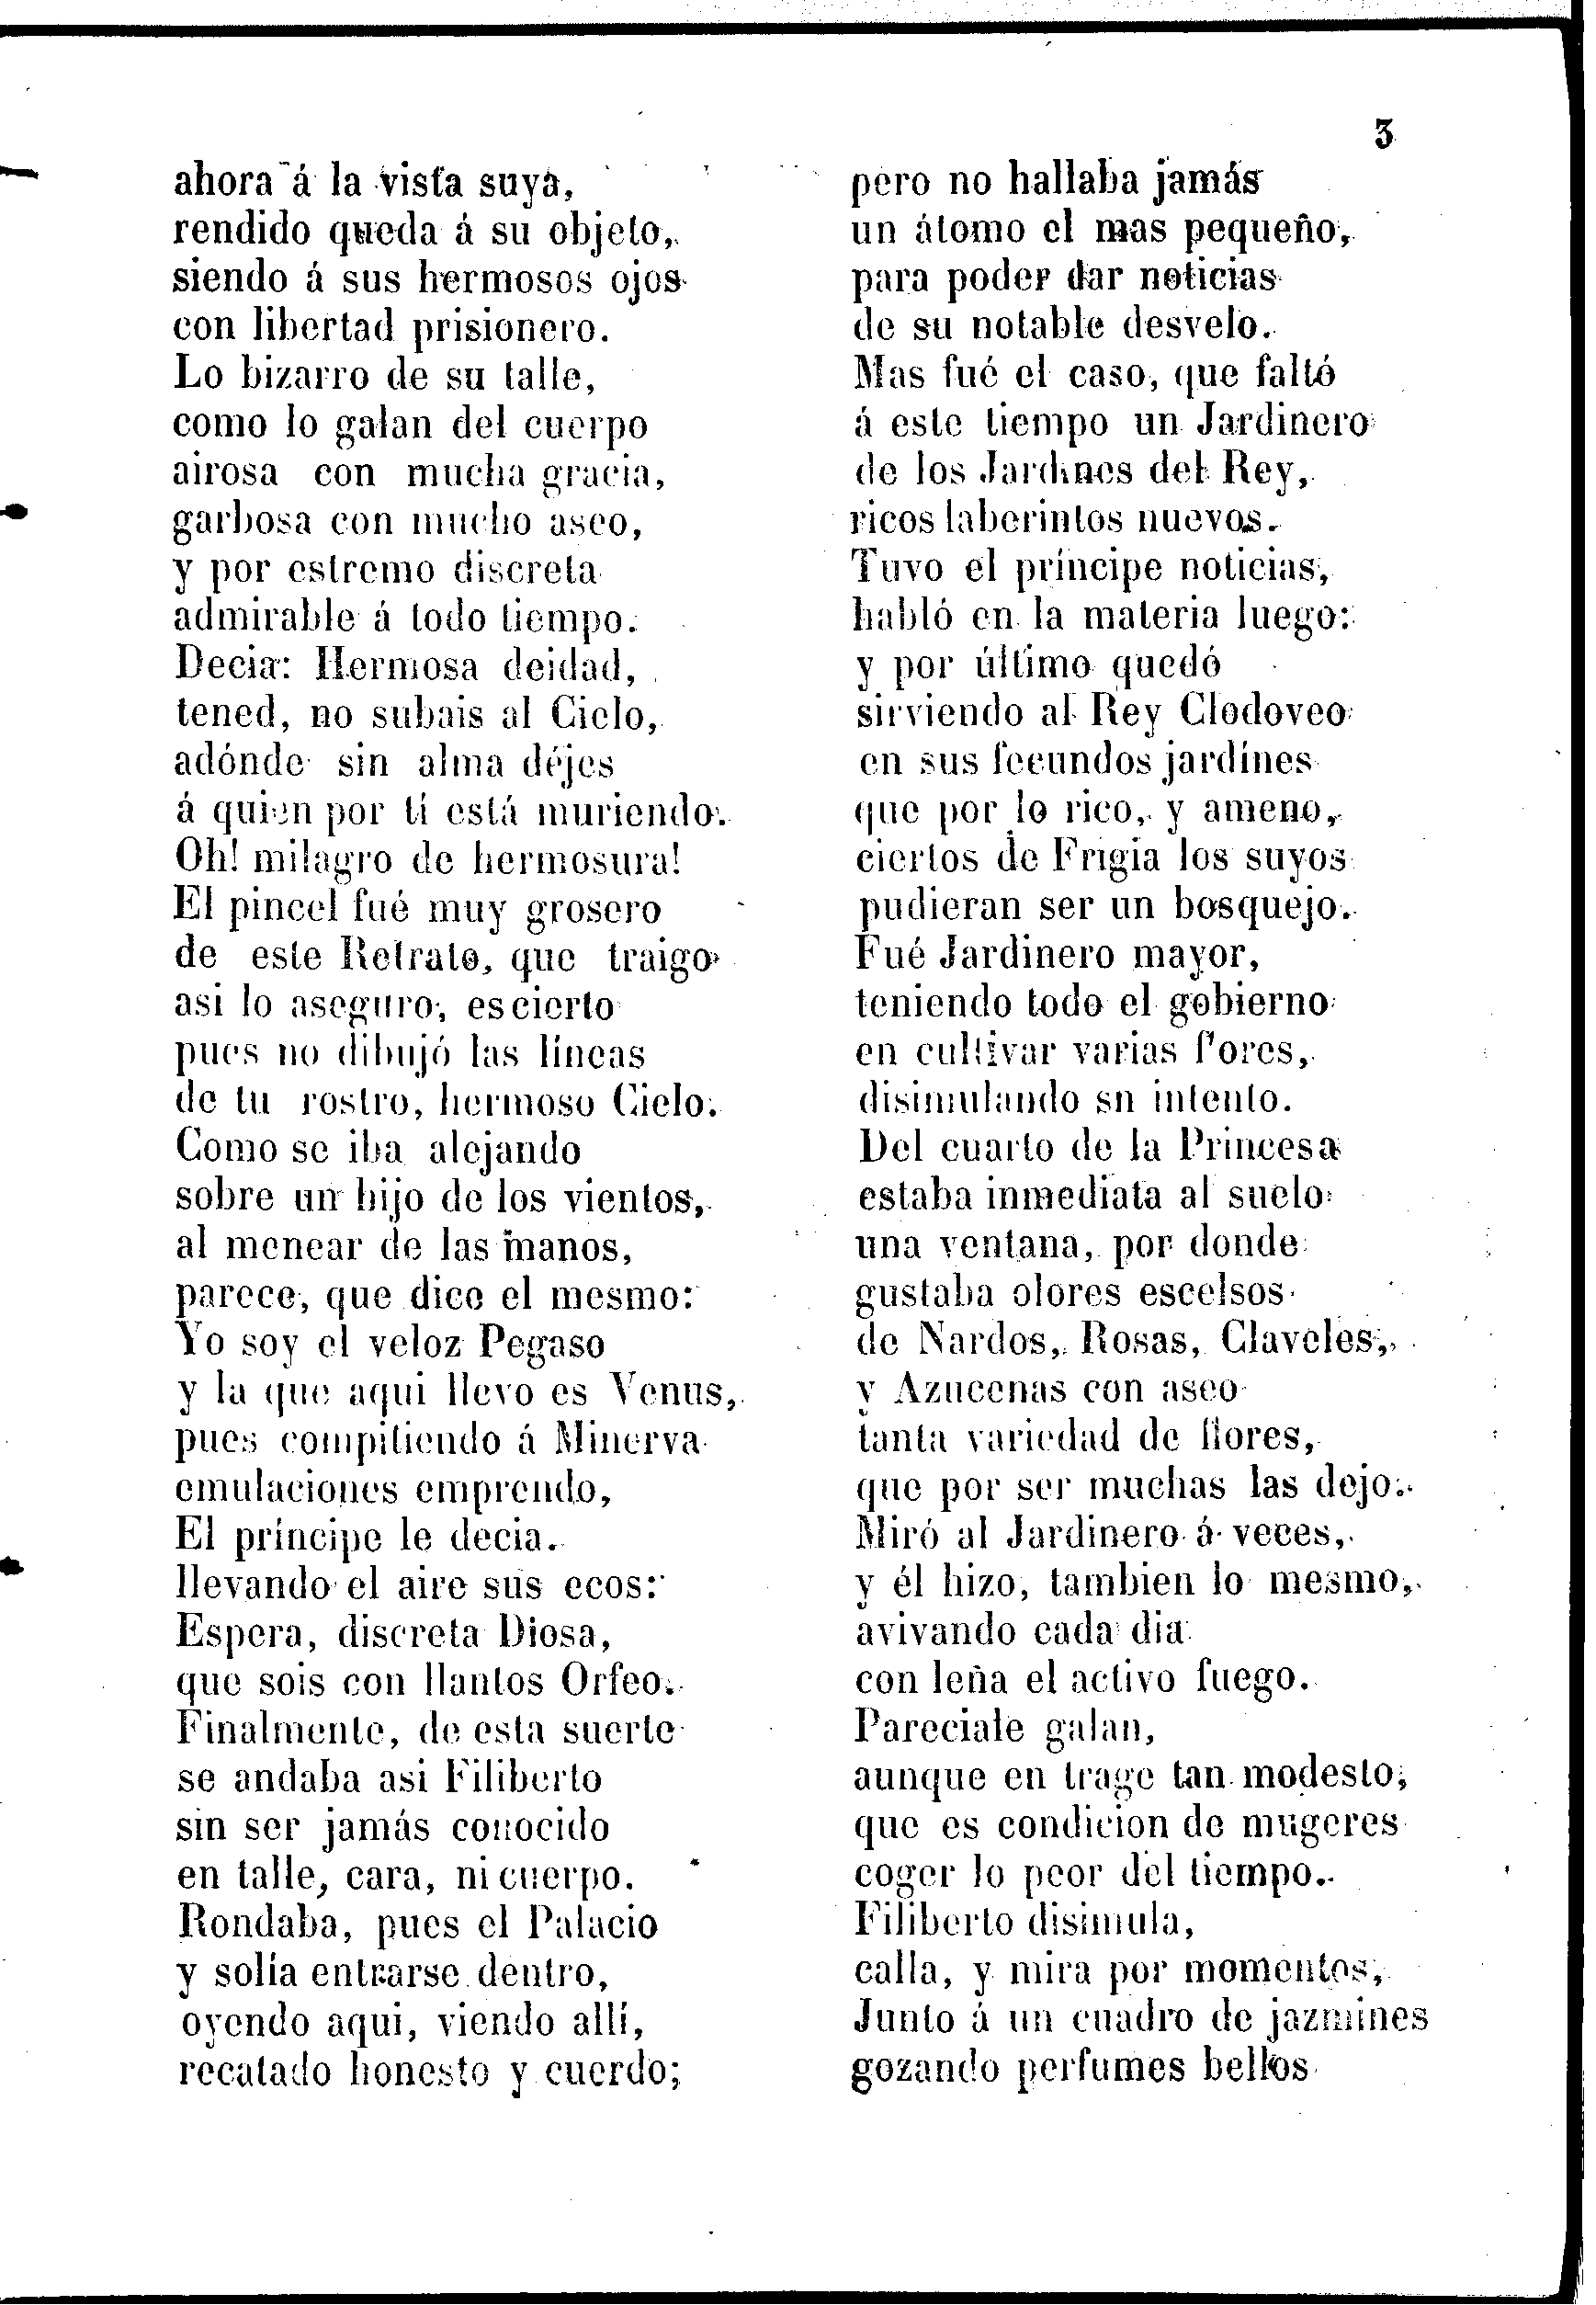 3
ahora á la vista suya,
rendido queda á su objeto,
siendo á sus hermosos ojos
con libertad prisionero.
Lo bizarro de su talle,
como lo galan del cuerpo
airosa con mucha gracia,
garbosa con mucho aseo,
y por estremo discreta
admirable á todo tiempo.
Decia: Hermosa deidad,
tened, no subais al Cielo,
adónde sin alma déjes
á quien por tí está muriendo.
Oh! milagro de hermosura!
El pincel fué muy grosero
de este Retrato, que traigo
asi lo aseguro, es cierto
pues no dibujó las líneas
de tu rostro, hermoso Cielo.
Como se iba alejando
sobre un hijo de los vientos,
al menear de las manos,
parece, que dice el mesmo:
Yo soy el veloz Pegaso
y la que aqui llevo es Venus,
pues compitiendo á Minerva
emulaciones emprendo,
El príncipe le decia.
llevando el aire sus ecos:
Espera, discreta Diosa,
que sois con llantos Orfeo.
Finalmente, de esta suerte
se andaba asi Filiberto
sin ser jamás conocido
en talle, cara, ni cuerpo.
Rondaba, pues el Palacio
y solía entrarse dentro,
oyendo aqui, viendo allí,
recatado honesto y cuerdo;
pero no hallaba jamás
un átomo el mas pequeño,
para poder dar noticias
de su notable desvelo.
Mas fué el caso, que faltó
á este tiempo un Jardinero
de los Jardines del Rey,
ricos laberintos nuevos.
Tuvo el príncipe noticias,
habló en la materia luego:
y por último quedó
sirviendo al Rey Clodoveo
en sus fecundos jardínes
que por lo rico, y ameno,
ciertos de Frigia los suyos
pudieran ser un bosquejo.
Fué Jardinero mayor,
teniendo todo el gobierno
en cultivar varias flores,
disimulando sn intento.
Del cuarto de la Princesa
estaba inmediata al suelo
una ventana, por donde
gustaba olores escelsos
de Nardos, Rosas, Claveles,
y Azucenas con aseo
tanta variedad de flores,
que por ser muchas las dejo.
Miró al Jardinero á veces,
y él hizo, tambien lo mesmo,
avivando cada dia
con leña el activo fuego.
Pareciale galan,
aunque en trage tan modesto,
que es condicion de mugeres
coger lo peor del tiempo.
Filiberto disimula,
calla, y mira por momentos,
Junto á un cuadro de jazmines
gozando perfumes bellos